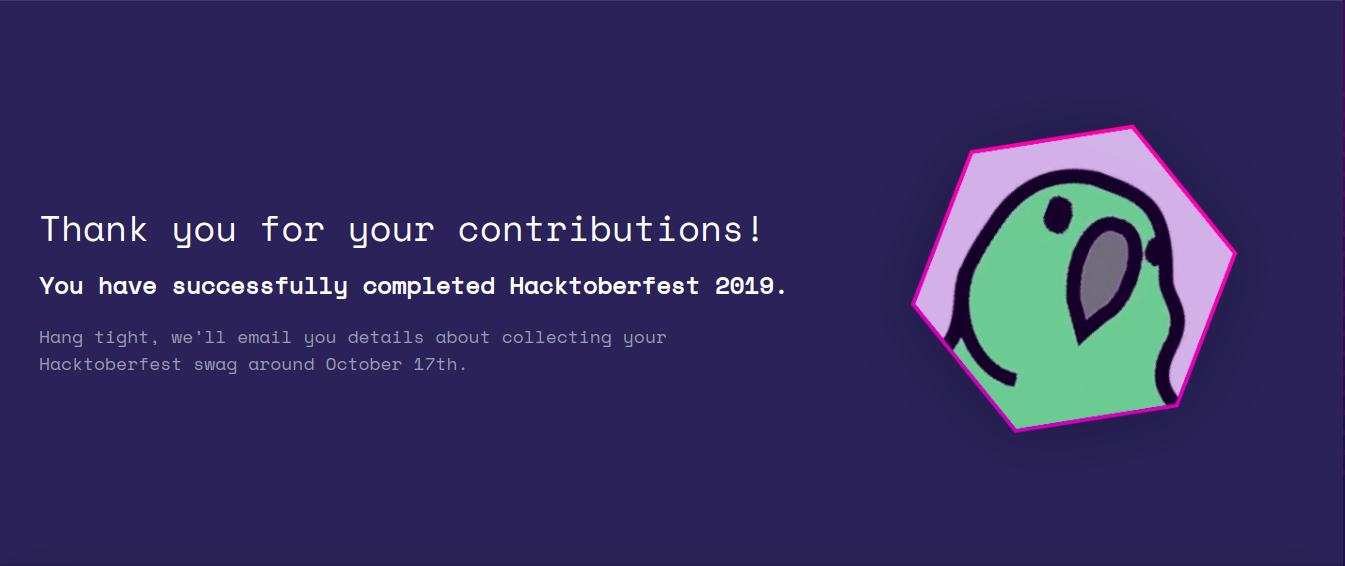 Thank you for your contributions!
You have successfully completed Hacktoberfest 2019.
Hang tight, we'll email you details about collecting your
Hacktoberfest swag around October 17th.